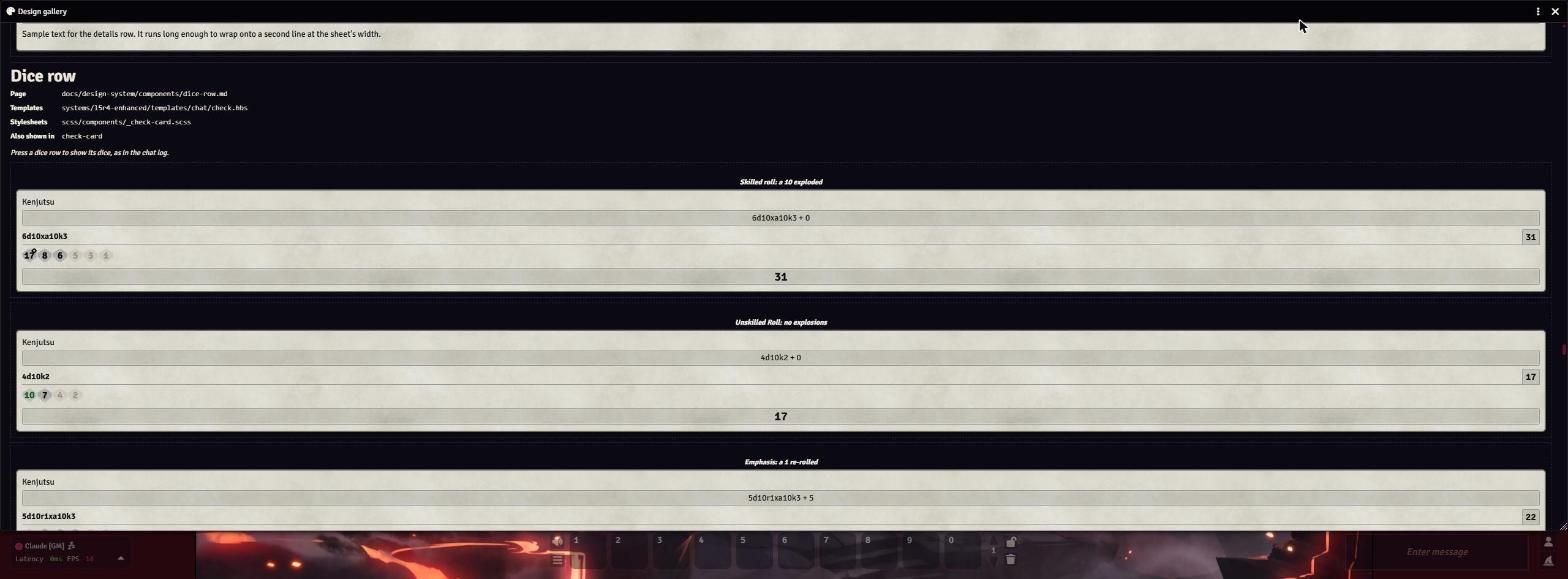 Design gallery
Sample text for the details row. It runs long enough to wrap onto a second line at the sheet's width.
Dice row
Page docs/design-system/components/dice-row.md
Templates systems/l5r4-enhanced/templates/chat/check.hbs
Stylesheets scss/components/_check-card.scss
Also shown in check-card
Press a dice row to show its dice, as in the chat log.
Skilled roll: a 10 exploded
Kenjutsu
6d10xa10k3 + 0
6d10xa10k3 31
17 8 6 5 5 1
31
Unskilled Roll: no explosions
Kenjutsu
4d10k2 + 0
4d10k2 17
10 7 4 2
17
Emphasis: a 1 re-rolled
Kenjutsu
5d10r1xa10k3 + 5
5d10r1xa10k3 22
Claude [GM]
1 2 3 4 5 6 7 8 9 0
1
Enter message
Latency 0ms FPS 14